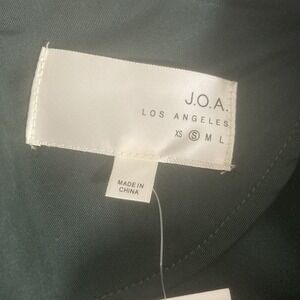 J.O.A.
LOS ANGELES
XS S M L
MADE IN
CHINA